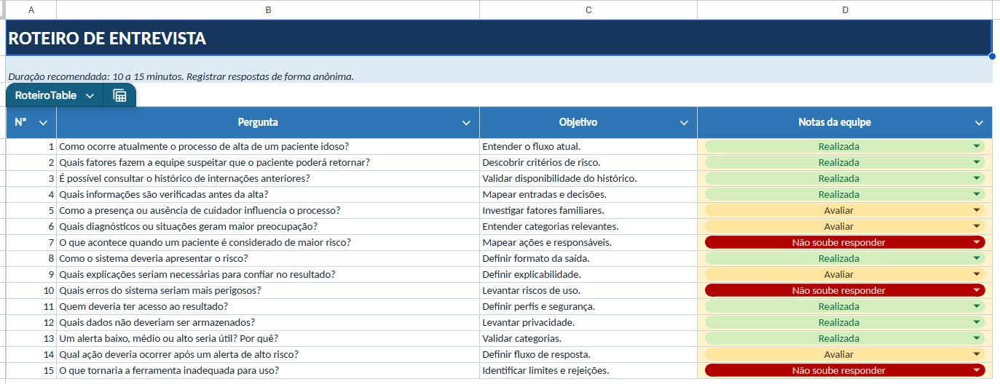 A B C D
ROTEIRO DE ENTREVISTA
Duração recomendada: 10 a 15 minutos. Registrar respostas de forma anônima.
RoteiroTable
N° Pergunta Objetivo Notas da equipe
1 Como ocorre atualmente o processo de alta de um paciente idoso? Entender o fluxo atual. Realizada
2 Quais fatores fazem a equipe suspeitar que o paciente poderá retornar? Descobrir critérios de risco. Realizada
3 É possível consultar o histórico de internações anteriores? Validar disponibilidade do histórico. Realizada
4 Quais informações são verificadas antes da alta? Mapear entradas e decisões. Realizada
5 Como a presença ou ausência de cuidador influencia o processo? Investigar fatores familiares. Avaliar
6 Quais diagnósticos ou situações geram maior preocupação? Entender categorias relevantes. Avaliar
7 O que acontece quando um paciente é considerado de maior risco? Mapear ações e responsáveis. Não soube responder
8 Como o sistema deveria apresentar o risco? Definir formato da saída. Realizada
9 Quais explicações seriam necessárias para confiar no resultado? Definir explicabilidade. Avaliar
10 Quais erros do sistema seriam mais perigosos? Levantar riscos de uso. Não soube responder
11 Quem deveria ter acesso ao resultado? Definir perfis e segurança. Realizada
12 Quais dados não deveriam ser armazenados? Levantar privacidade. Realizada
13 Um alerta baixo, médio ou alto seria útil? Por quê? Validar categorias. Realizada
14 Qual ação deveria ocorrer após um alerta de alto risco? Definir fluxo de resposta. Avaliar
15 O que tornaria a ferramenta inadequada para uso? Identificar limites e rejeições. Não soube responder